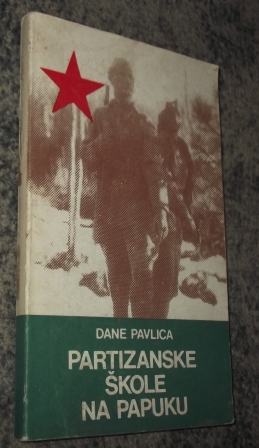 DANE PAVLICA
PARTIZANSKE
ŠKOLE
NA PAPUKU